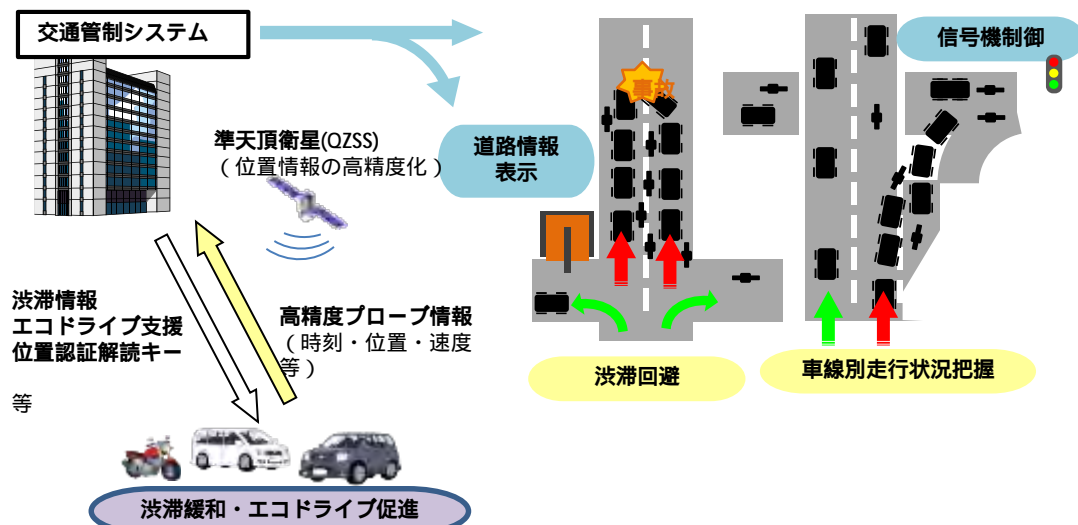 交通管制システム
準天頂衛星(QZSS)
（位置情報の高精度化）
道路情報
表示
事故
信号機制御
渋滞情報
エコドライブ支援
位置認証解読キー
等
高精度プローブ情報
（時刻・位置・速度
等）
渋滞回避
車線別走行状況把握
渋滞緩和・エコドライブ促進